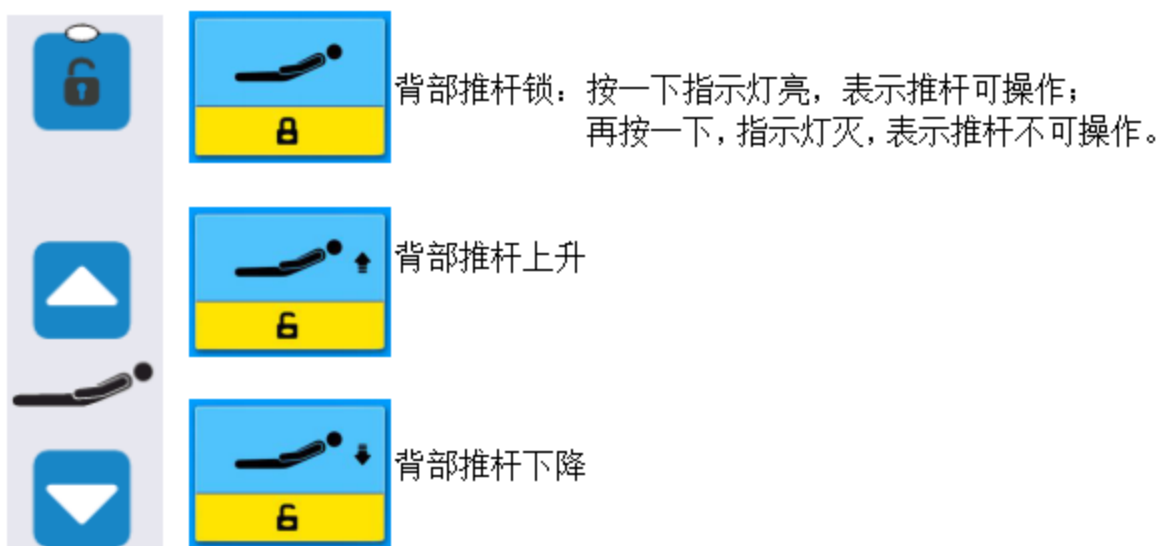 背部推杆锁：按一下指示灯亮，表示推杆可操作；
再按一下，指示灯灭，表示推杆不可操作。
背部推杆上升
背部推杆下降